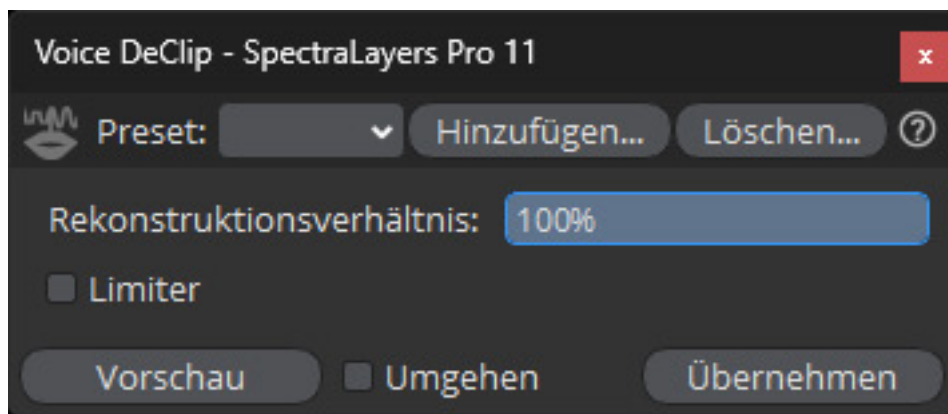 Voice DeClip - SpectraLayers Pro 11 x
Preset: Hinzufügen... Löschen... ?
Rekonstruktionsverhältnis: 100%
Limiter
Vorschau Umgehen Übernehmen